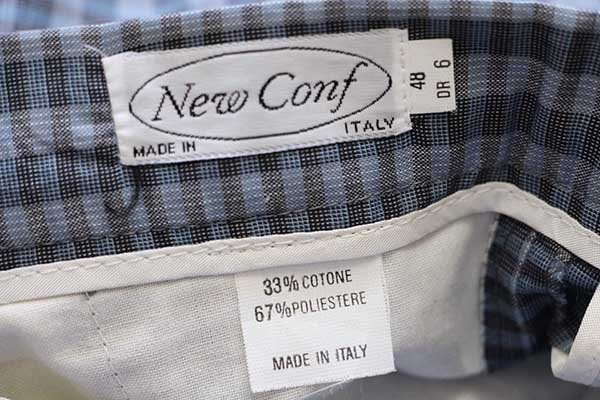 New Conf
MADE IN ITALY
48
DR 6
33% COTONE
67% POLIESTERE
MADE IN ITALY